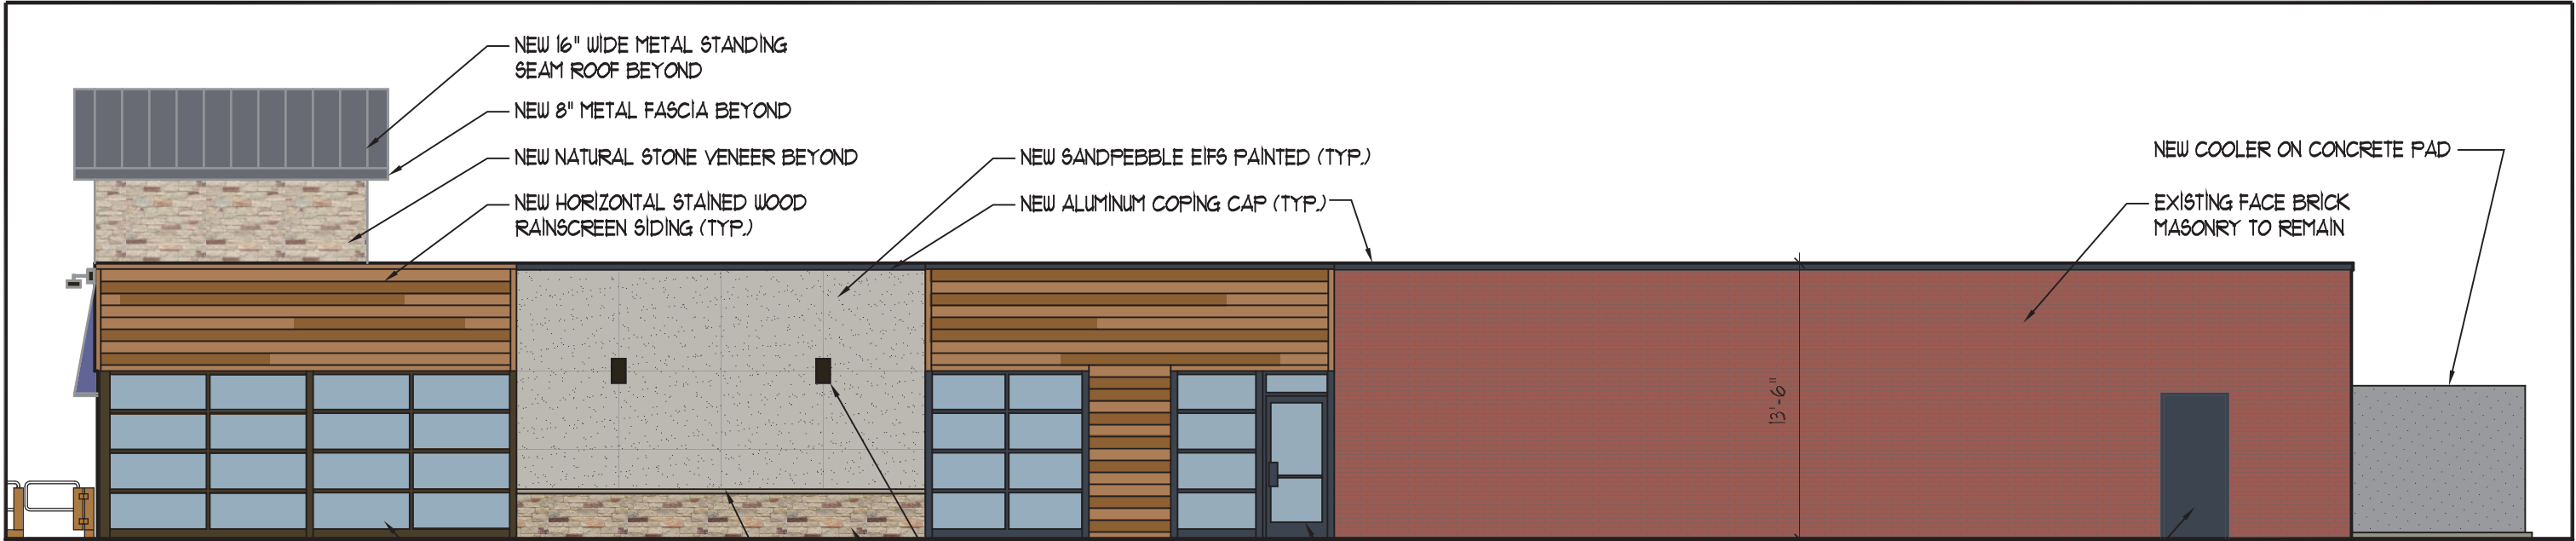 NEW 16" WIDE METAL STANDING
SEAM ROOF BEYOND
NEW 8" METAL FASCIA BEYOND
NEW NATURAL STONE VENEER BEYOND
NEW HORIZONTAL STAINED WOOD
RAINSCREEN SIDING (TYP.)
NEW SANDPEBBLE EIFS PAINTED (TYP.)
NEW ALUMINUM COPING CAP (TYP.)
NEW COOLER ON CONCRETE PAD
EXISTING FACE BRICK
MASONRY TO REMAIN
13'-6"